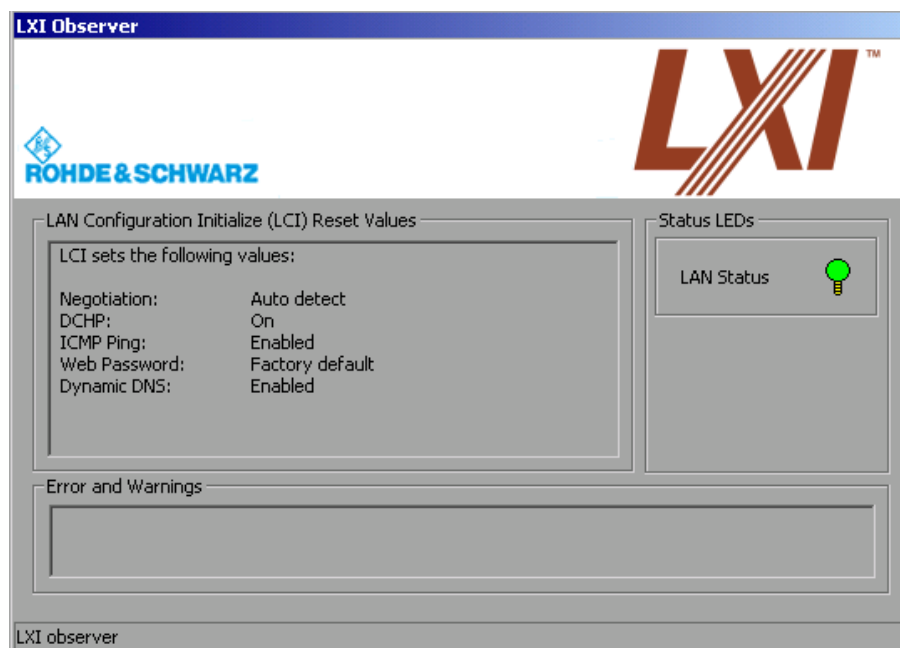 LXI Observer
LXI™
ROHDE & SCHWARZ
LAN Configuration Initialize (LCI) Reset Values
LCI sets the following values:
Negotiation: Auto detect
DCHP: On
ICMP Ping: Enabled
Web Password: Factory default
Dynamic DNS: Enabled
Status LEDs
LAN Status
Error and Warnings
LXI observer